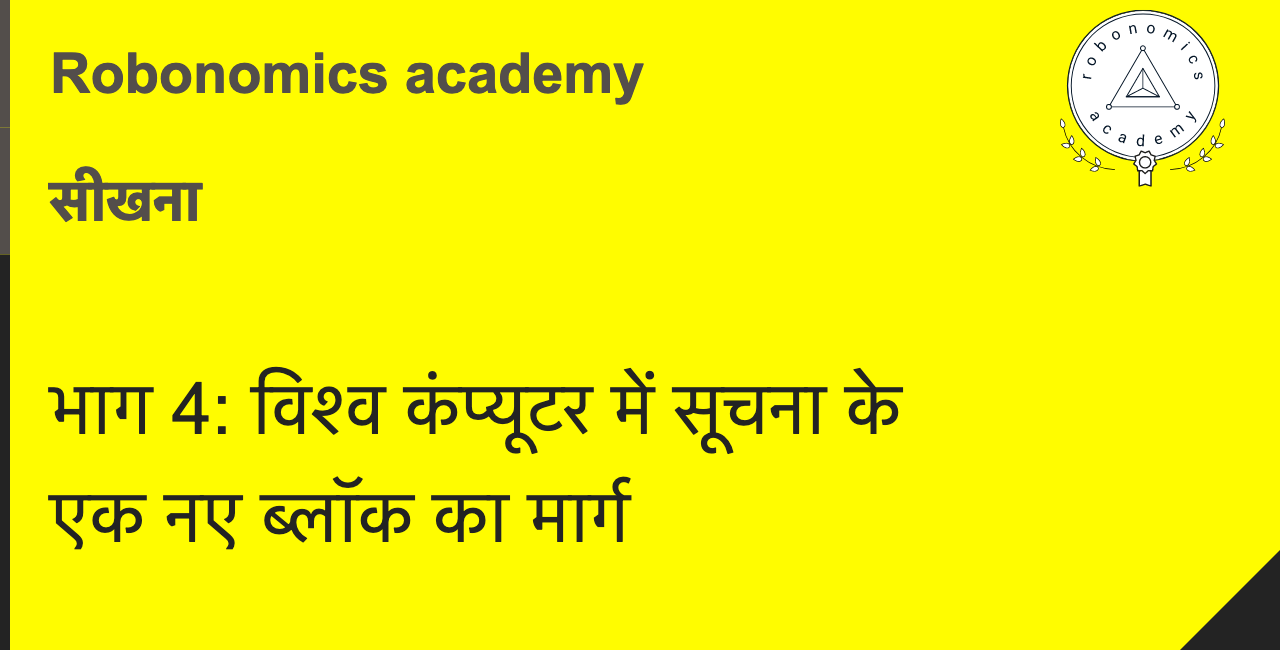 Robonomics academy
robonomics
academy
सीखना
भाग 4: विश्व कंप्यूटर में सूचना के
एक नए ब्लॉक का मार्ग